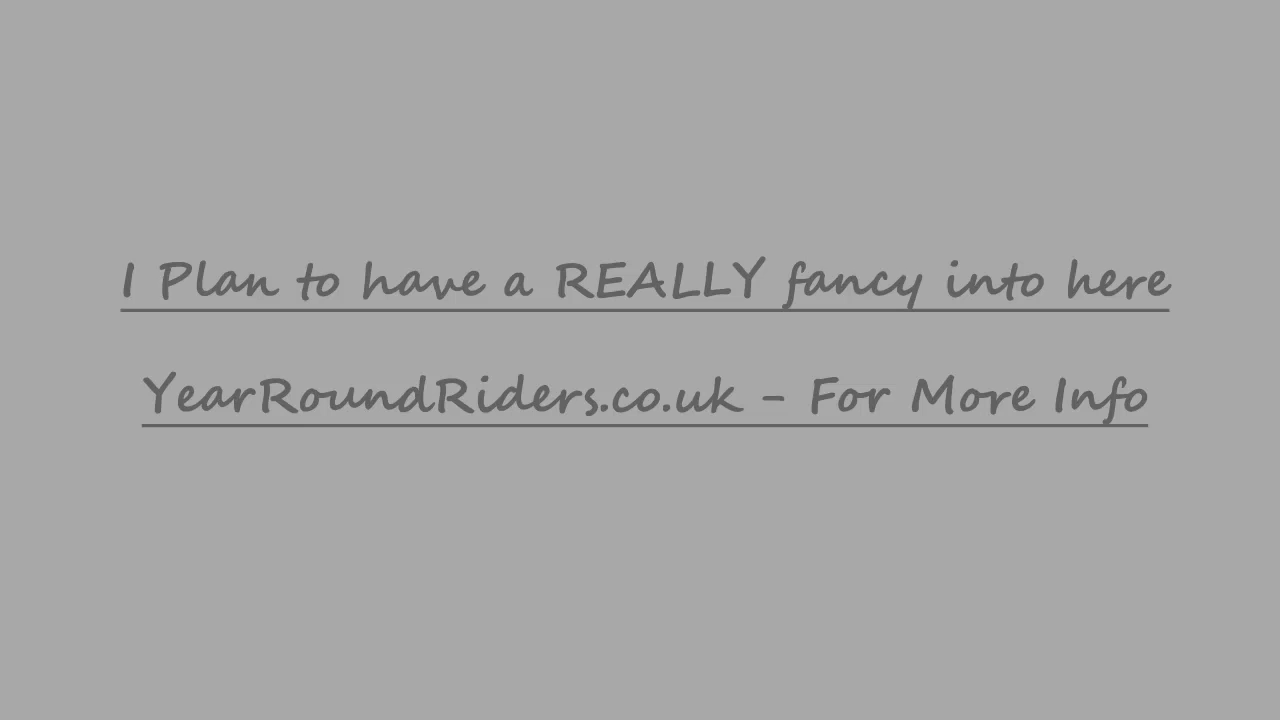 I Plan to have a REALLY fancy into here
YearRoundRiders.co.uk - For More Info